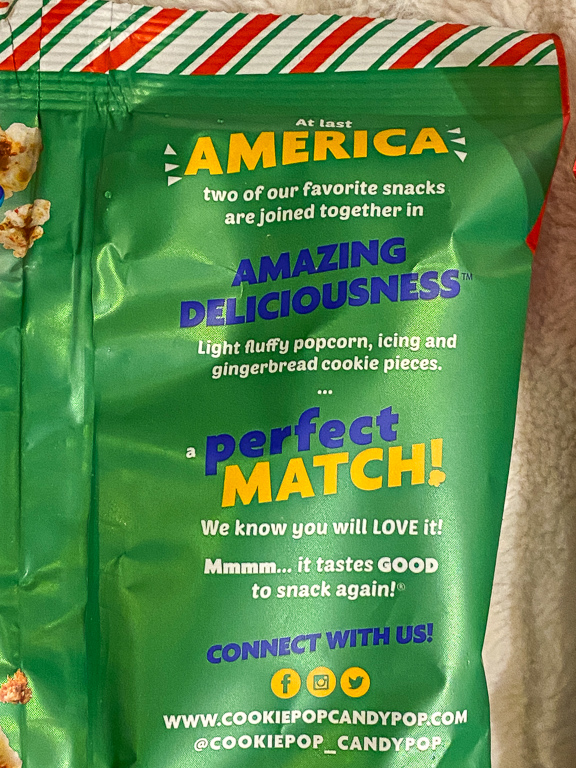 At last
AMERICA
two of our favorite snacks
are joined together in
AMAZING
DELICIOUSNESS™
Light fluffy popcorn, icing and
gingerbread cookie pieces.
...
a perfect
MATCH!
We know you will LOVE it!
Mmmm... it tastes GOOD
to snack again!®
CONNECT WITH US!
WWW.COOKIEPOPCANDYPOP.COM
@COOKIEPOP_CANDYPOP